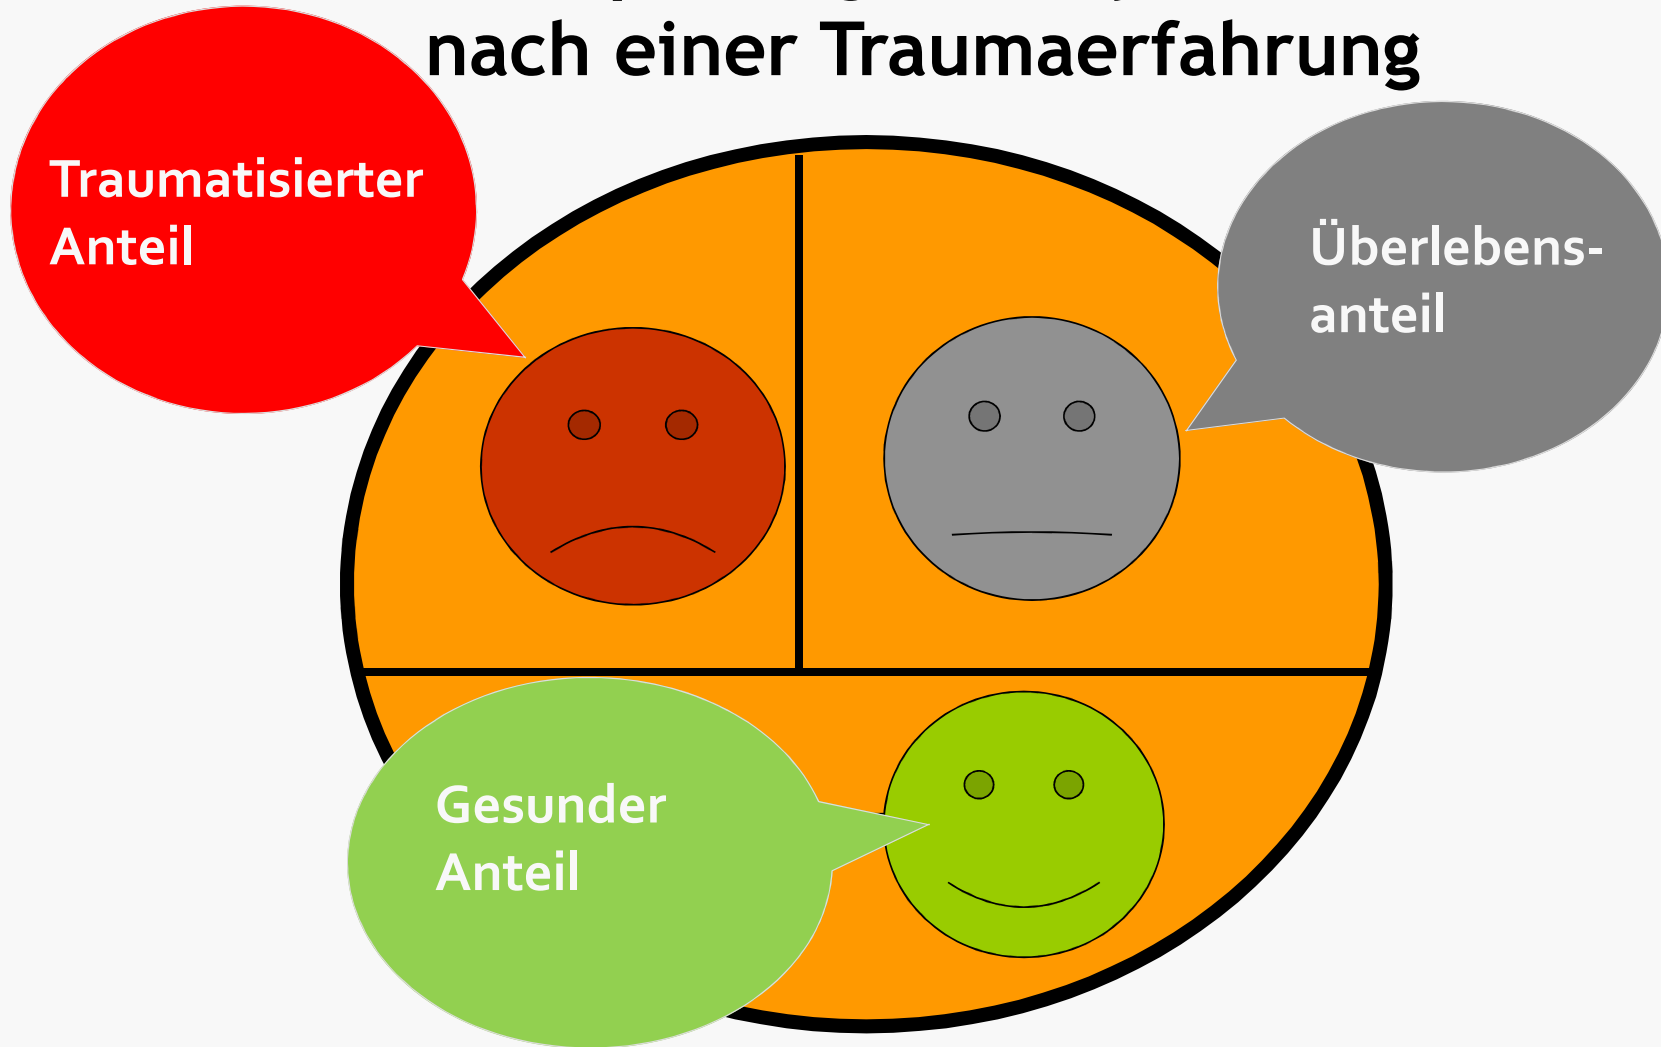 nach einer Traumaerfahrung
Traumatisierter
Anteil
Überlebens-
anteil
Gesunder
Anteil